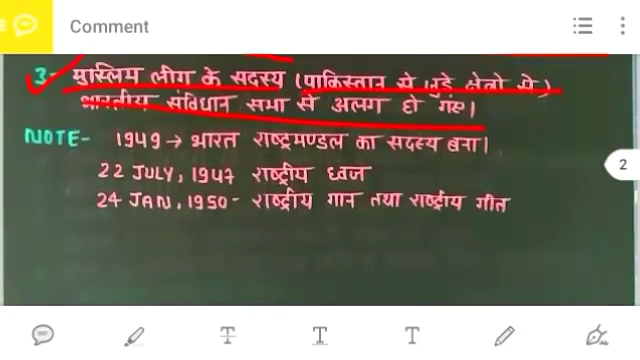 Comment
3- मुस्लिम लीग के सदस्य (पाकिस्तान से जुड़े क्षेत्रो से)
भारतीय संविधान सभा से अलग हो गए।
NOTE- 1949 → भारत राष्ट्रमण्डल का सदस्य बना।
22 JULY, 1947 राष्ट्रीय ध्वज
2
24 JAN, 1950 - राष्ट्रीय गान तथा राष्ट्रीय गीत
T T T